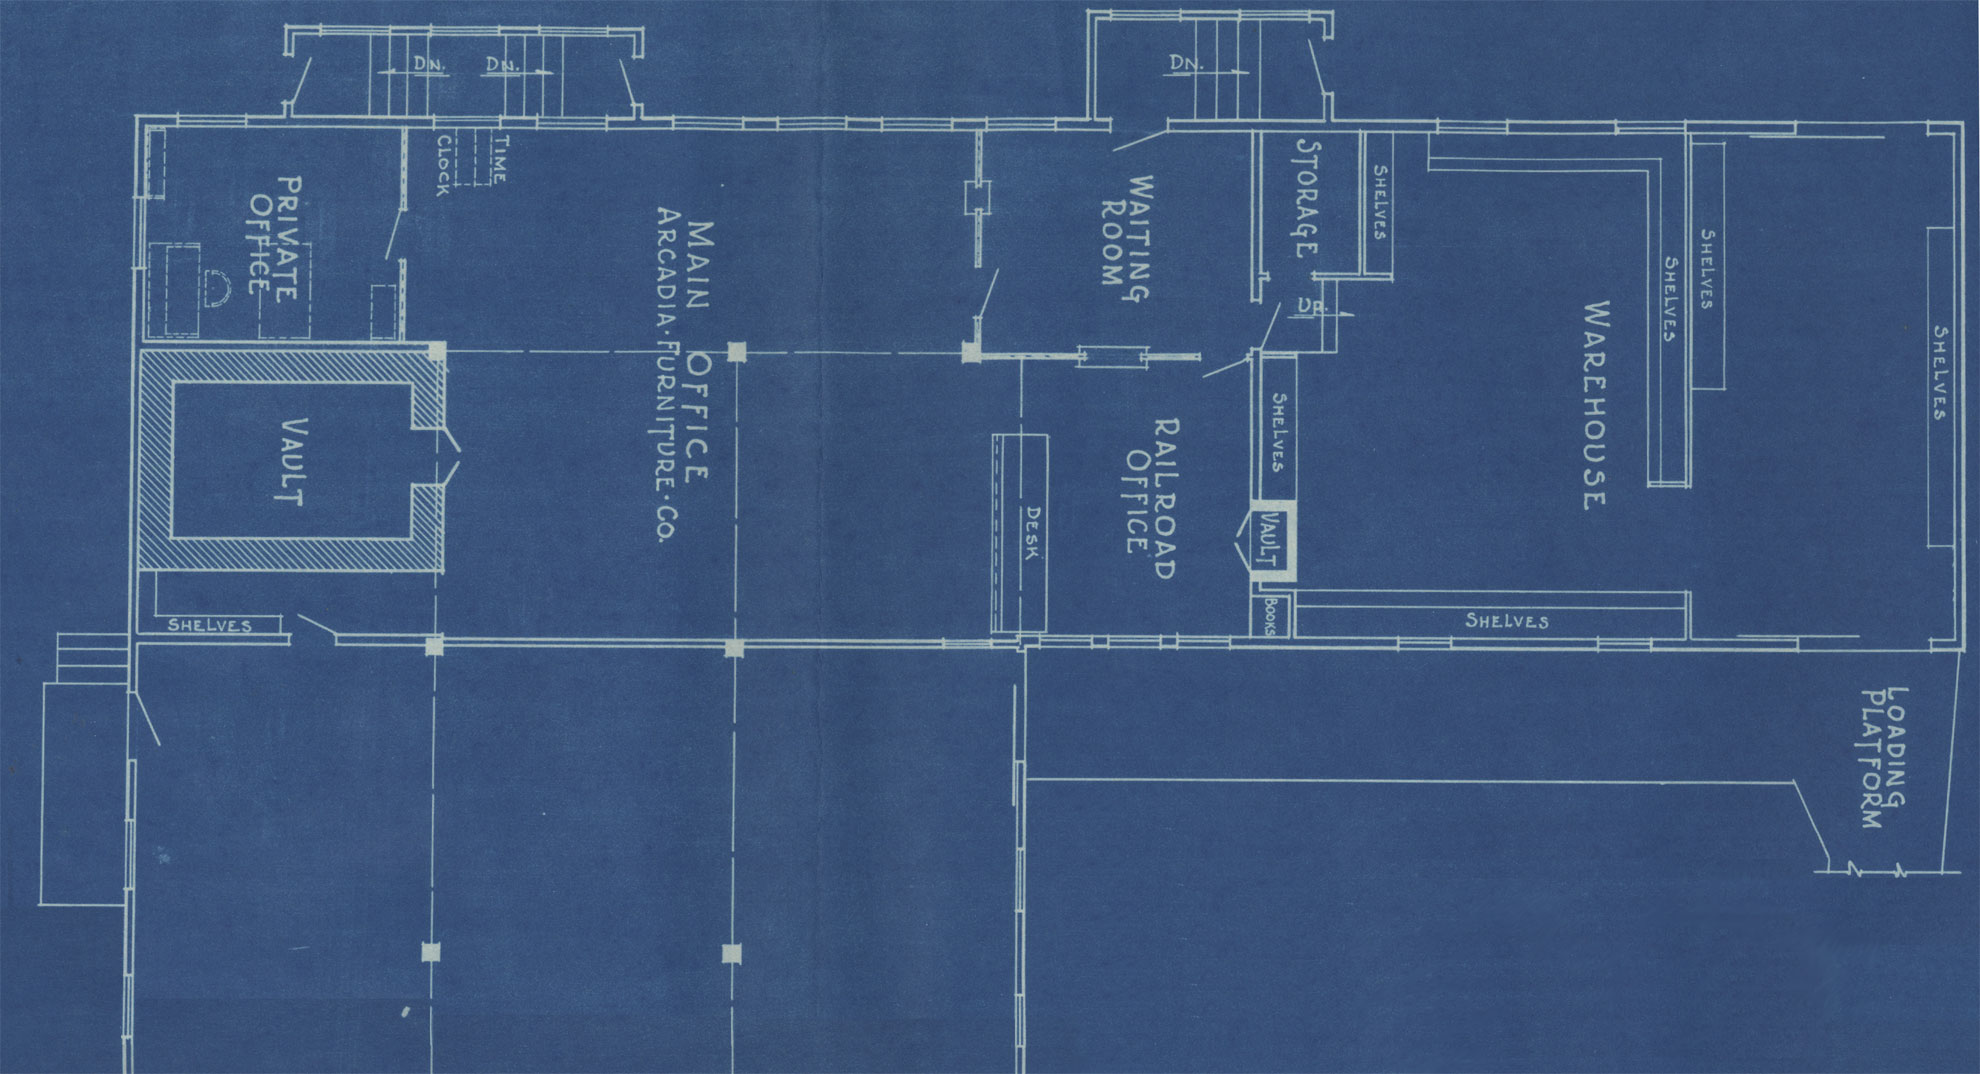 DN.
DN.
DN.
TIME
CLOCK
PRIVATE
OFFICE
MAIN OFFICE
ARCADIA·FURNITURE·CO.
WAITING
ROOM
STORAGE
SHELVES
SHELVES
SHELVES
SHELVES
DN.
WAREHOUSE
VAULT
RAILROAD
OFFICE
SHELVES
DESK
VAULT
BOOKS
SHELVES
SHELVES
LOADING
PLATFORM